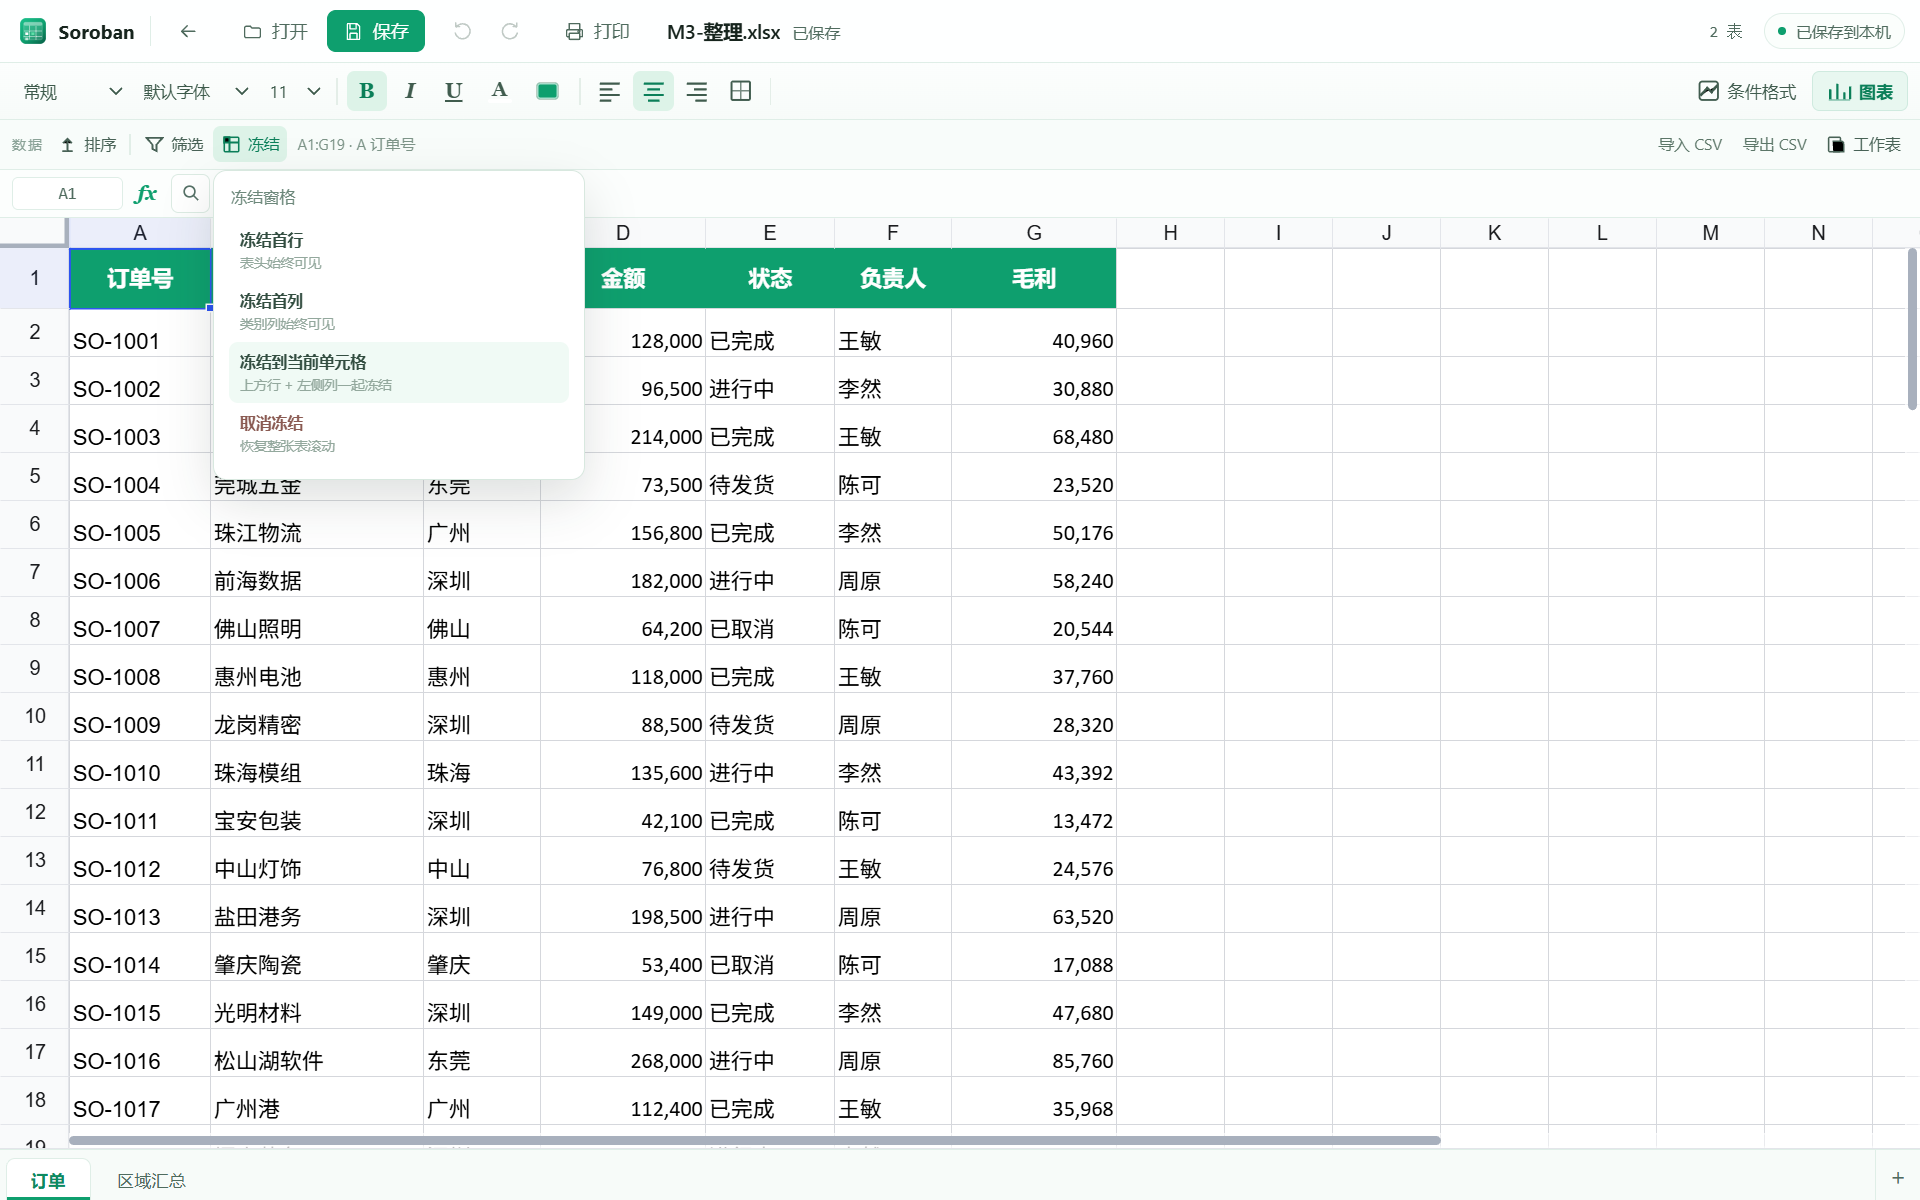 Soroban 打开 保存 打印 M3-整理.xlsx 已保存 2 表 已保存到本机
常规 默认字体 11 B I U A 条件格式 图表
数据 排序 筛选 冻结 A1:G19 · A 订单号 导入 CSV 导出 CSV 工作表
A1 fx
冻结窗格
冻结首行
表头始终可见
冻结首列
类别列始终可见
冻结到当前单元格
上方行 + 左侧列一起冻结
取消冻结
恢复整张表滚动
A D E F G H I J K L M N
1 订单号 金额 状态 负责人 毛利
2 SO-1001 128,000 已完成 王敏 40,960
3 SO-1002 96,500 进行中 李然 30,880
4 SO-1003 214,000 已完成 王敏 68,480
5 SO-1004 莞城五金 东莞 73,500 待发货 陈可 23,520
6 SO-1005 珠江物流 广州 156,800 已完成 李然 50,176
7 SO-1006 前海数据 深圳 182,000 进行中 周原 58,240
8 SO-1007 佛山照明 佛山 64,200 已取消 陈可 20,544
9 SO-1008 惠州电池 惠州 118,000 已完成 王敏 37,760
10 SO-1009 龙岗精密 深圳 88,500 待发货 周原 28,320
11 SO-1010 珠海模组 珠海 135,600 进行中 李然 43,392
12 SO-1011 宝安包装 深圳 42,100 已完成 陈可 13,472
13 SO-1012 中山灯饰 中山 76,800 待发货 王敏 24,576
14 SO-1013 盐田港务 深圳 198,500 进行中 周原 63,520
15 SO-1014 肇庆陶瓷 肇庆 53,400 已取消 陈可 17,088
16 SO-1015 光明材料 深圳 149,000 已完成 李然 47,680
17 SO-1016 松山湖软件 东莞 268,000 进行中 周原 85,760
18 SO-1017 广州港 广州 112,400 已完成 王敏 35,968
19
订单 区域汇总 +